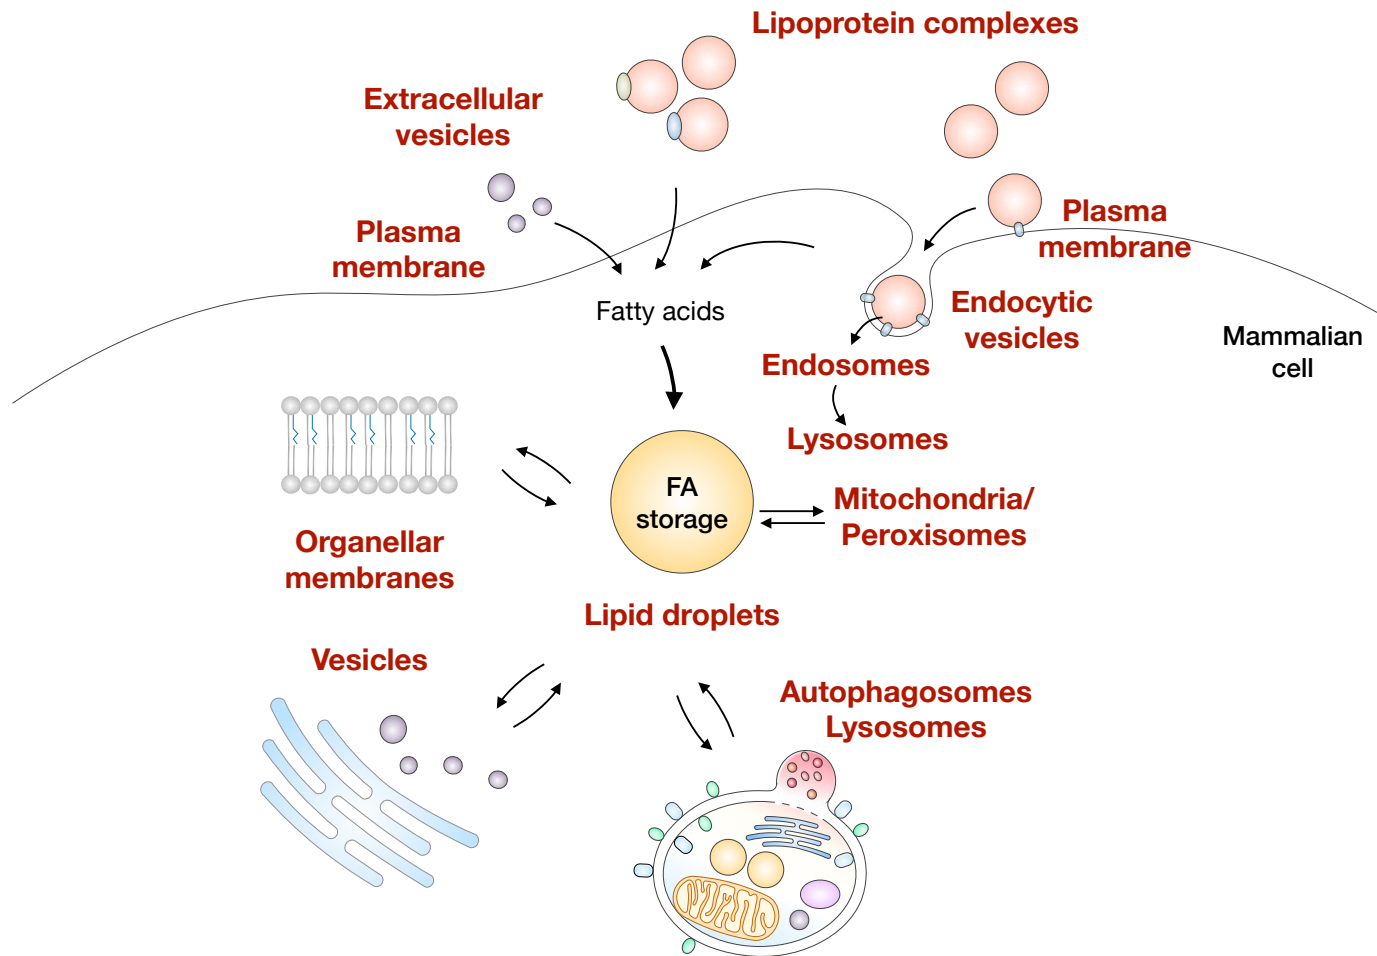 Lipoprotein complexes
Extracellular
vesicles
Plasma
membrane
Plasma
membrane
Fatty acids
Endocytic
vesicles
Mammalian
cell
Endosomes
Lysosomes
FA
storage
Mitochondria/
Peroxisomes
Organellar
membranes
Lipid droplets
Vesicles
Autophagosomes
Lysosomes